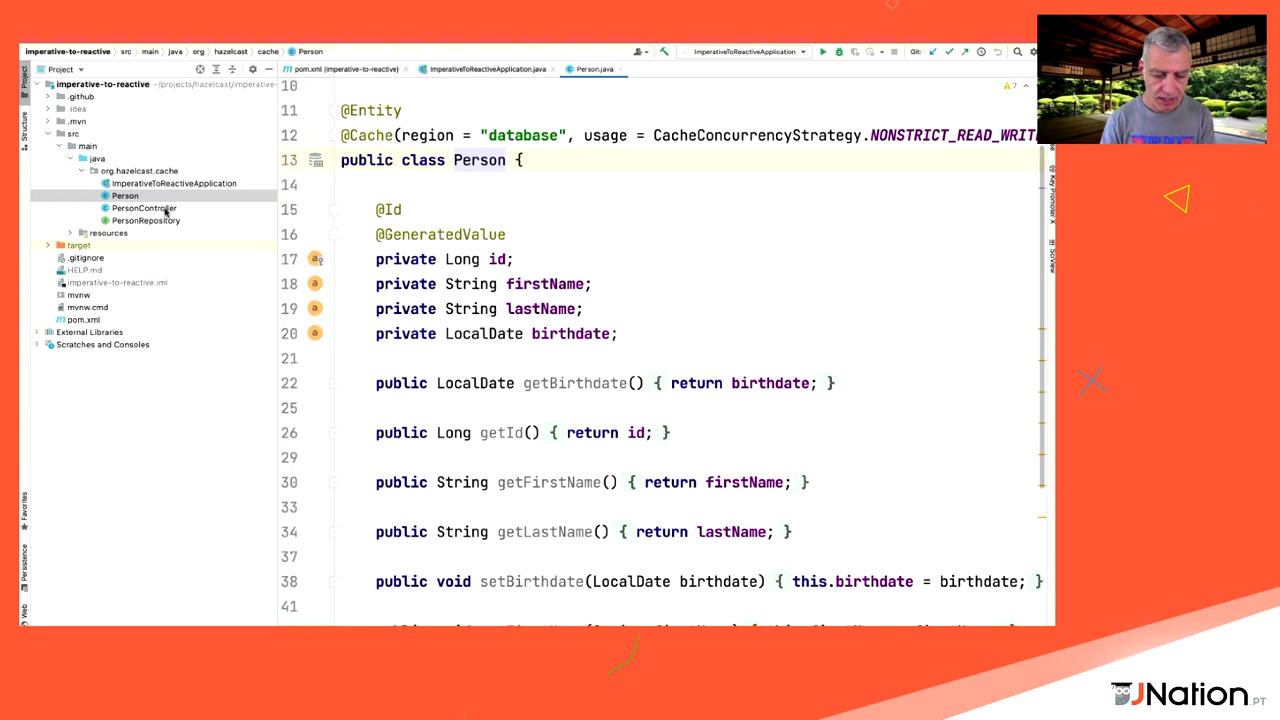 imperative-to-reactive src main java org hazelcast cache Person
ImperativeToReactiveApplication Git:
Project pom.xml (imperative-to-reactive) ImperativeToReactiveApplication.java Person.java
imperative-to-reactive ~/projects/hazelcast/imperative-
.github
.idea
.mvn
src
main
java
org.hazelcast.cache
ImperativeToReactiveApplication
Person
PersonController
PersonRepository
resources
target
.gitignore
HELP.md
imperative-to-reactive.iml
mvnw
mvnw.cmd
pom.xml
External Libraries
Scratches and Consoles
Project
Structure
Favorites
Persistence
Web
10
11 @Entity
12 @Cache(region = "database", usage = CacheConcurrencyStrategy.NONSTRICT_READ_WRIT
13 public class Person {
14
15 @Id
16 @GeneratedValue
17 private Long id;
18 private String firstName;
19 private String lastName;
20 private LocalDate birthdate;
21
22 public LocalDate getBirthdate() { return birthdate; }
25
26 public Long getId() { return id; }
29
30 public String getFirstName() { return firstName; }
33
34 public String getLastName() { return lastName; }
37
38 public void setBirthdate(LocalDate birthdate) { this.birthdate = birthdate; }
41
7
Key Promoter X
SciView
JNation.PT